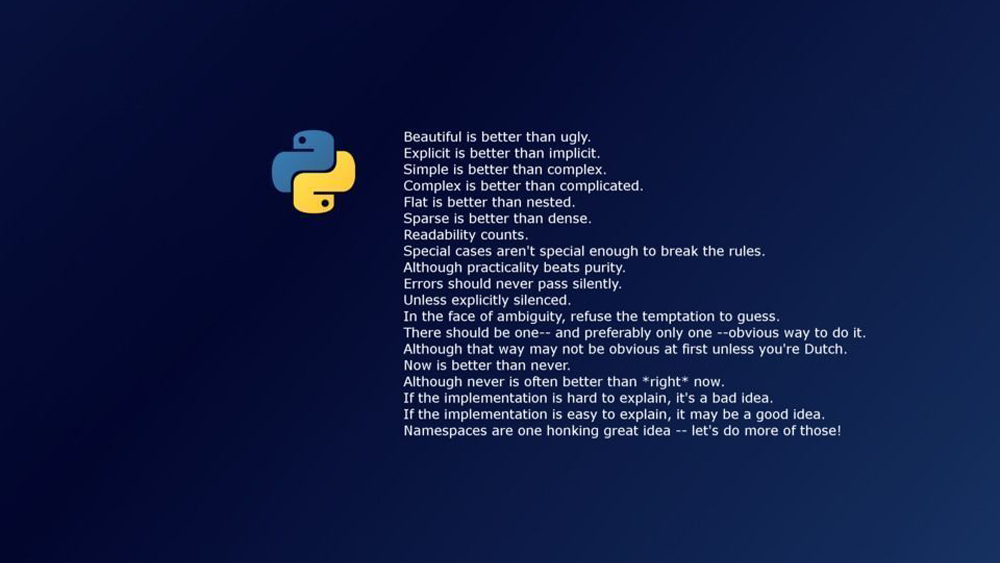 Beautiful is better than ugly.
Explicit is better than implicit.
Simple is better than complex.
Complex is better than complicated.
Flat is better than nested.
Sparse is better than dense.
Readability counts.
Special cases aren't special enough to break the rules.
Although practicality beats purity.
Errors should never pass silently.
Unless explicitly silenced.
In the face of ambiguity, refuse the temptation to guess.
There should be one-- and preferably only one --obvious way to do it.
Although that way may not be obvious at first unless you're Dutch.
Now is better than never.
Although never is often better than *right* now.
If the implementation is hard to explain, it's a bad idea.
If the implementation is easy to explain, it may be a good idea.
Namespaces are one honking great idea -- let's do more of those!